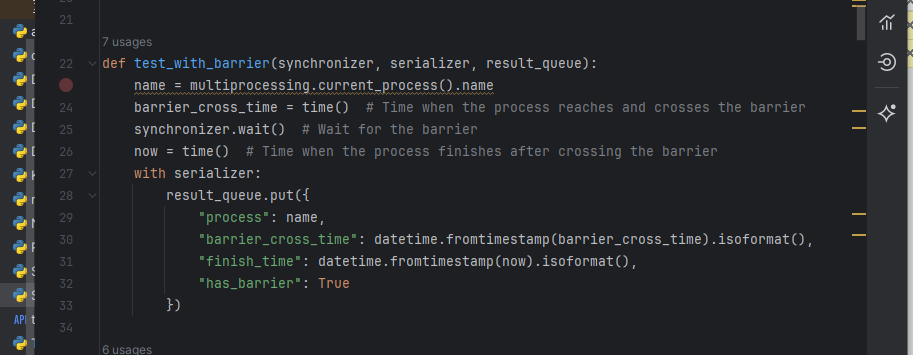 21
7 usages
22 def test_with_barrier(synchronizer, serializer, result_queue):
name = multiprocessing.current_process().name
24 barrier_cross_time = time()  # Time when the process reaches and crosses the barrier
25 synchronizer.wait()  # Wait for the barrier
26 now = time()  # Time when the process finishes after crossing the barrier
27 with serializer:
28 result_queue.put({
29 "process": name,
30 "barrier_cross_time": datetime.fromtimestamp(barrier_cross_time).isoformat(),
31 "finish_time": datetime.fromtimestamp(now).isoformat(),
32 "has_barrier": True
33 })
34
6 usages
API